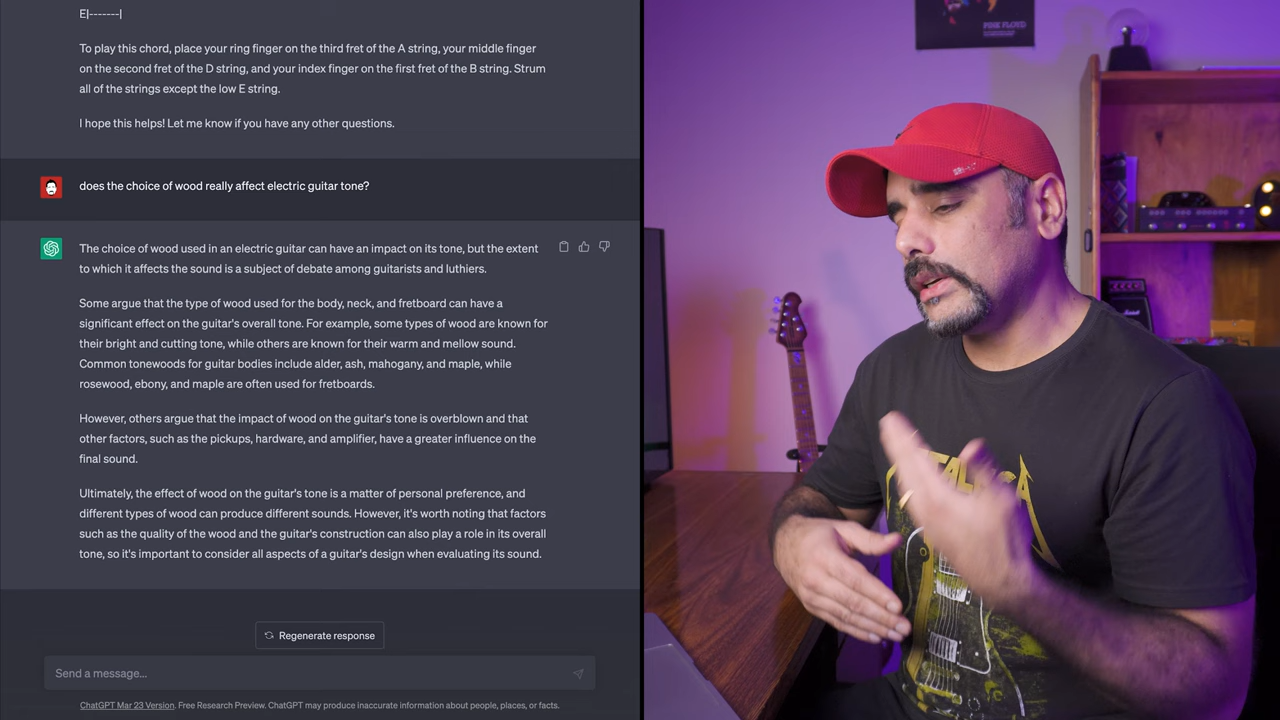 E|-------|
To play this chord, place your ring finger on the third fret of the A string, your middle finger
on the second fret of the D string, and your index finger on the first fret of the B string. Strum
all of the strings except the low E string.
I hope this helps! Let me know if you have any other questions.
does the choice of wood really affect electric guitar tone?
The choice of wood used in an electric guitar can have an impact on its tone, but the extent
to which it affects the sound is a subject of debate among guitarists and luthiers.
Some argue that the type of wood used for the body, neck, and fretboard can have a
significant effect on the guitar's overall tone. For example, some types of wood are known for
their bright and cutting tone, while others are known for their warm and mellow sound.
Common tonewoods for guitar bodies include alder, ash, mahogany, and maple, while
rosewood, ebony, and maple are often used for fretboards.
However, others argue that the impact of wood on the guitar's tone is overblown and that
other factors, such as the pickups, hardware, and amplifier, have a greater influence on the
final sound.
Ultimately, the effect of wood on the guitar's tone is a matter of personal preference, and
different types of wood can produce different sounds. However, it's worth noting that factors
such as the quality of the wood and the guitar's construction can also play a role in its overall
tone, so it's important to consider all aspects of a guitar's design when evaluating its sound.
Regenerate response
Send a message...
ChatGPT Mar 23 Version. Free Research Preview. ChatGPT may produce inaccurate information about people, places, or facts.
PINK FLOYD